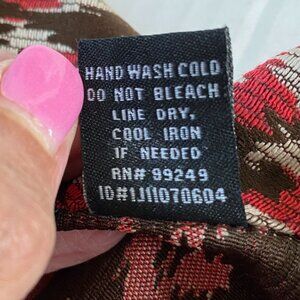 HAND WASH COLD
DO NOT BLEACH
LINE DRY,
COOL IRON
IF NEEDED
RN# 99249
ID#1J11070604